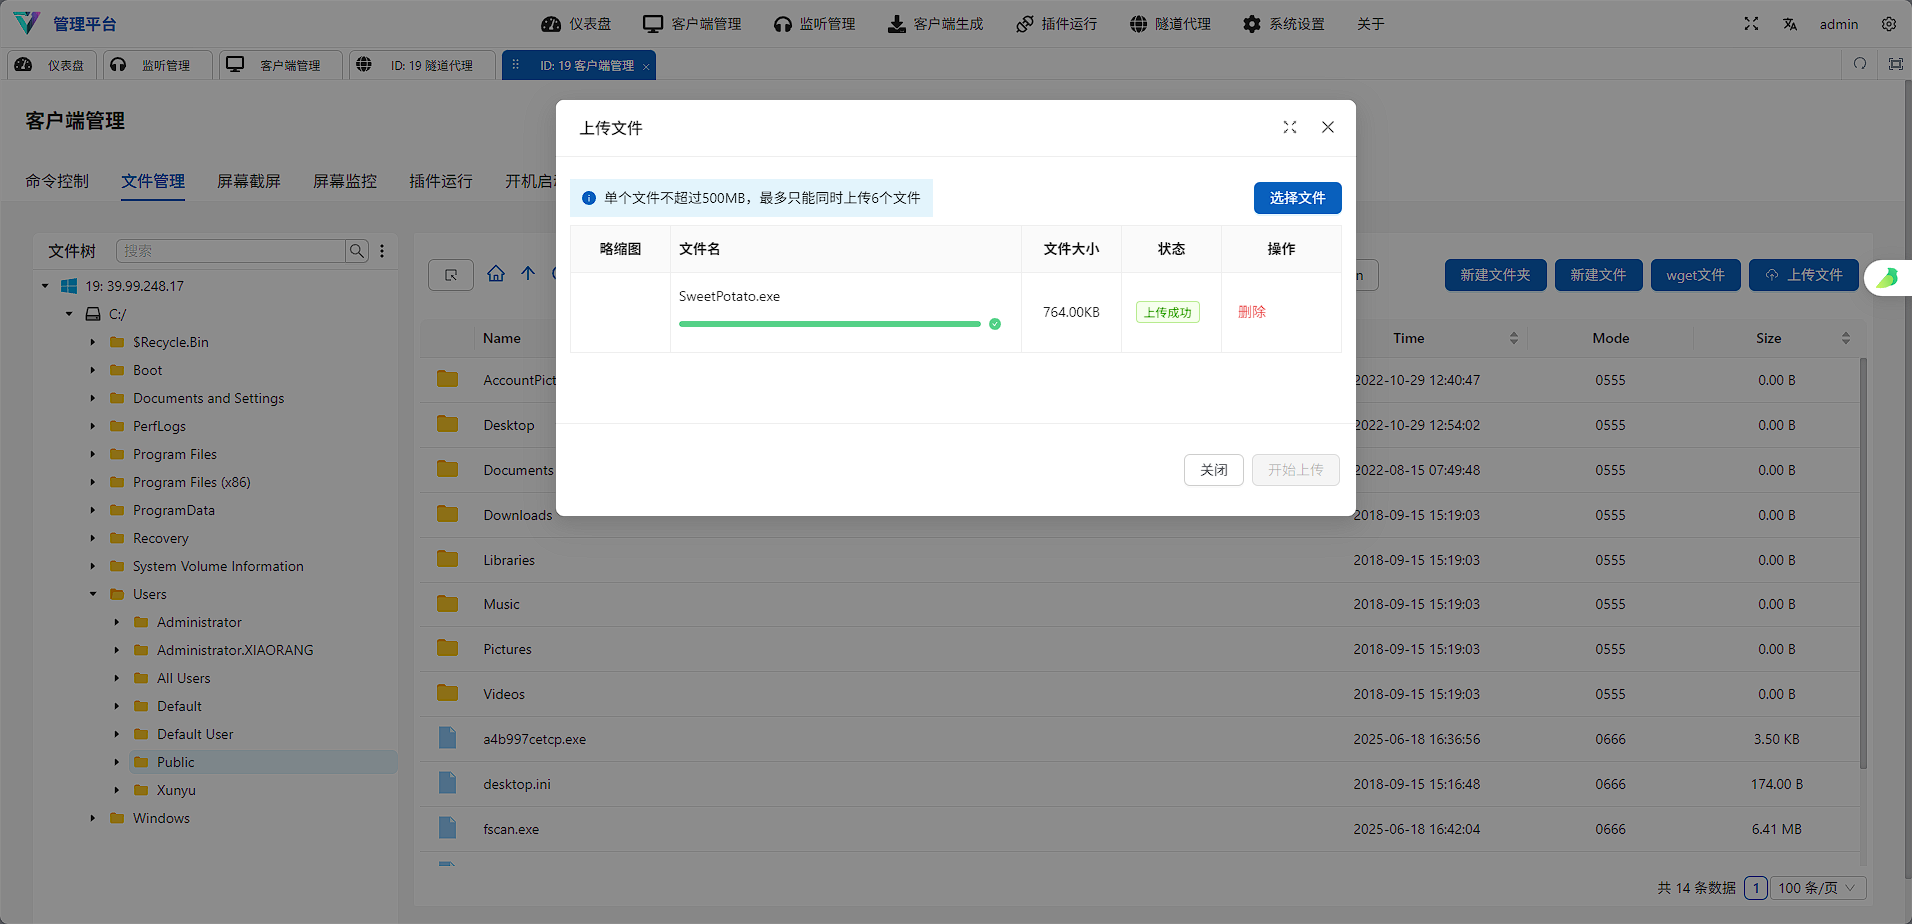 管理平台
仪表盘
客户端管理
监听管理
客户端生成
插件运行
隧道代理
系统设置
关于
admin
仪表盘
监听管理
客户端管理
ID: 19 隧道代理
ID: 19 客户端管理
客户端管理
命令控制
文件管理
屏幕截屏
屏幕监控
插件运行
开机启
上传文件
单个文件不超过500MB，最多只能同时上传6个文件
选择文件
略缩图
文件名
文件大小
状态
操作
SweetPotato.exe
764.00KB
上传成功
删除
关闭
开始上传
文件树
搜索
19: 39.99.248.17
C:/
$Recycle.Bin
Boot
Documents and Settings
PerfLogs
Program Files
Program Files (x86)
ProgramData
Recovery
System Volume Information
Users
Administrator
Administrator.XIAORANG
All Users
Default
Default User
Public
Xunyu
Windows
n
新建文件夹
新建文件
wget文件
上传文件
Name
Time
Mode
Size
AccountPict
2022-10-29 12:40:47
0555
0.00 B
Desktop
2022-10-29 12:54:02
0555
0.00 B
Documents
2022-08-15 07:49:48
0555
0.00 B
Downloads
2018-09-15 15:19:03
0555
0.00 B
Libraries
2018-09-15 15:19:03
0555
0.00 B
Music
2018-09-15 15:19:03
0555
0.00 B
Pictures
2018-09-15 15:19:03
0555
0.00 B
Videos
2018-09-15 15:19:03
0555
0.00 B
a4b997cetcp.exe
2025-06-18 16:36:56
0666
3.50 KB
desktop.ini
2018-09-15 15:16:48
0666
174.00 B
fscan.exe
2025-06-18 16:42:04
0666
6.41 MB
共 14 条数据
1
100 条/页